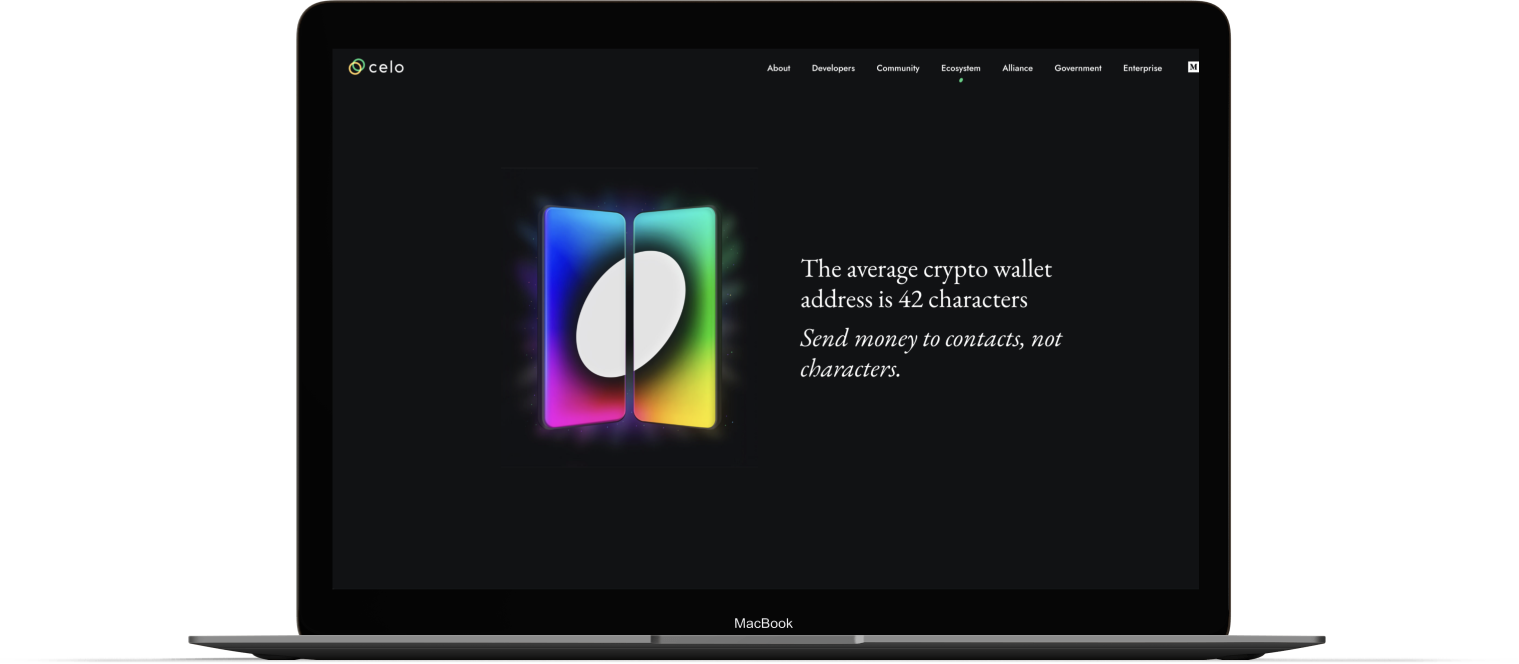 celo
About Developers Community Ecosystem Alliance Government Enterprise M
The average crypto wallet
address is 42 characters
Send money to contacts, not
characters.
MacBook